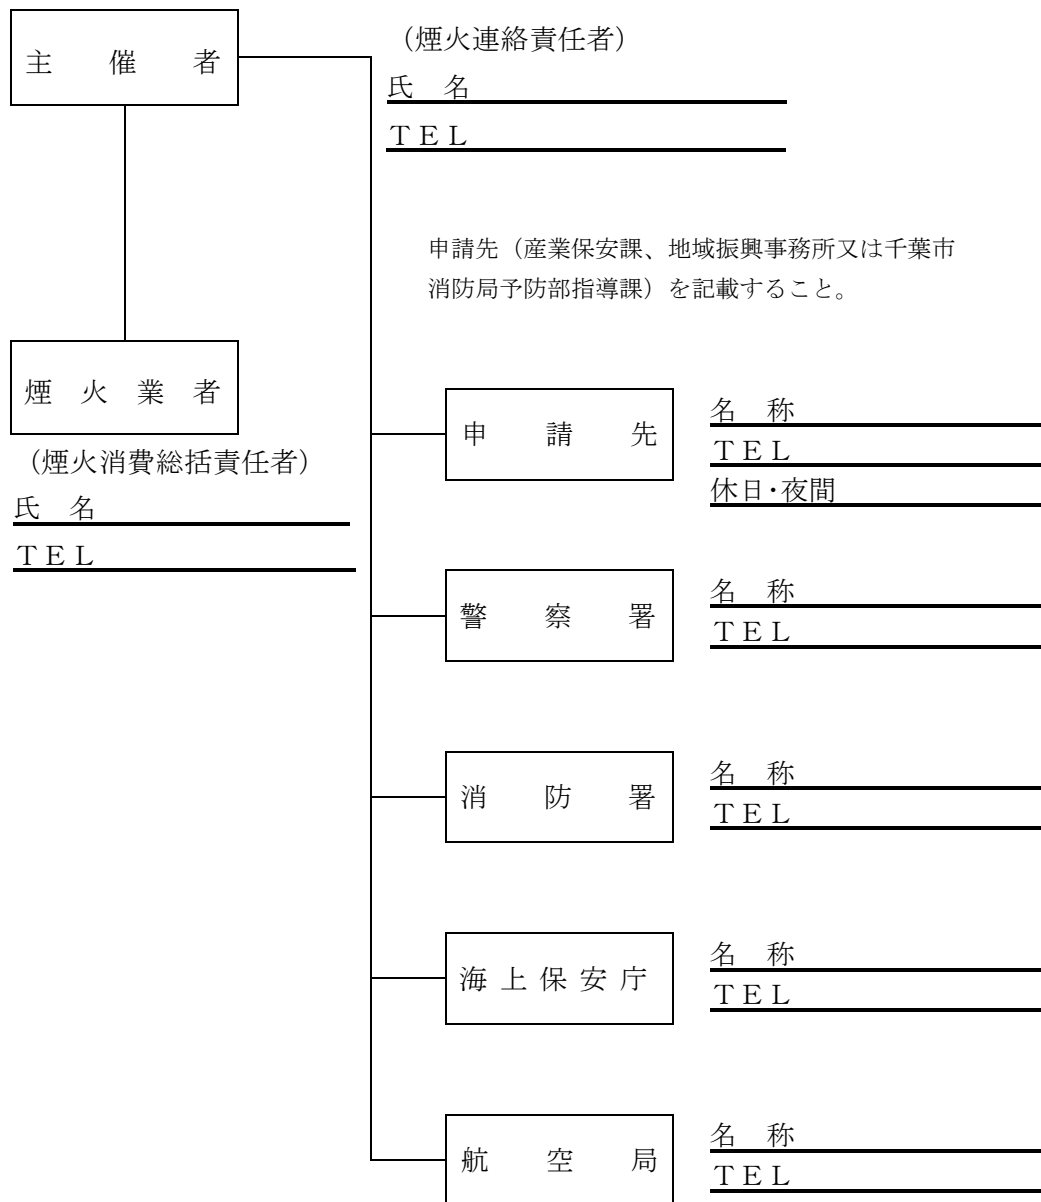 主催者
（煙火連絡責任者）
氏 名
ＴＥＬ
申請先（産業保安課、地域振興事務所又は千葉市
消防局予防部指導課）を記載すること。
煙火業者
（煙火消費総括責任者）
氏 名
ＴＥＬ
申請先
名 称
ＴＥＬ
休日・夜間
警察署
名 称
ＴＥＬ
消防署
名 称
ＴＥＬ
海上保安庁
名 称
ＴＥＬ
航空局
名 称
ＴＥＬ